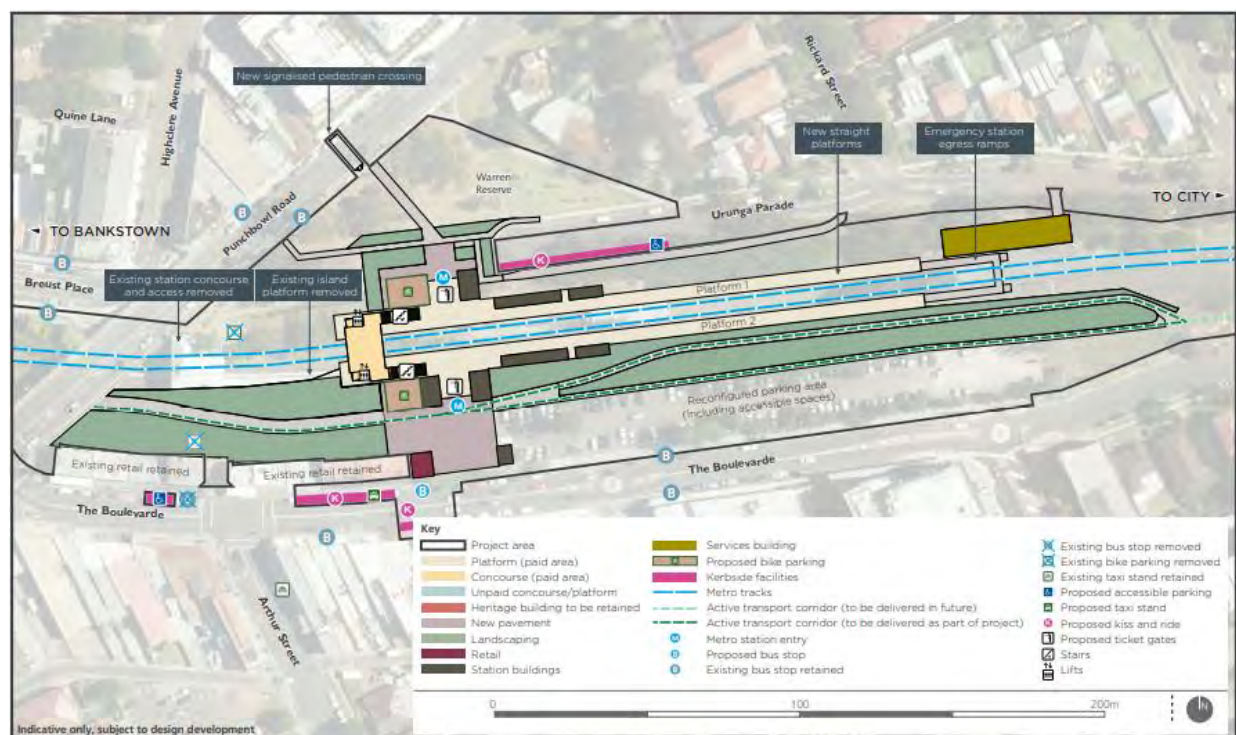 New signalised pedestrian crossing
Quine Lane
Highclere Avenue
Rickard Street
New straight
platforms
Emergency station
egress ramps
Warren
Reserve
B
B
Punchbowl Road
Urunga Parade
TO CITY
TO BANKSTOWN
K
B
Breust Place
B
Existing station concourse
and access removed
Existing island
platform removed
M
Platform 1
Platform 2
M
Reconfigured parking area
(including accessible spaces)
Existing retail retained
Existing retail retained
B
The Boulevarde
B
B
K
K
The Boulevarde
B
Arthur Street
Key
Project area
Platform (paid area)
Concourse (paid area)
Unpaid concourse/platform
Heritage building to be retained
New pavement
Landscaping
Retail
Station buildings
Services building
Proposed bike parking
Kerbside facilities
Metro tracks
Active transport corridor (to be delivered in future)
Active transport corridor (to be delivered as part of project)
M Metro station entry
B Proposed bus stop
B Existing bus stop retained
Existing bus stop removed
Existing bike parking removed
Existing taxi stand retained
Proposed accessible parking
Proposed taxi stand
K Proposed kiss and ride
Proposed ticket gates
Stairs
Lifts
0 100 200m
N
Indicative only, subject to design development